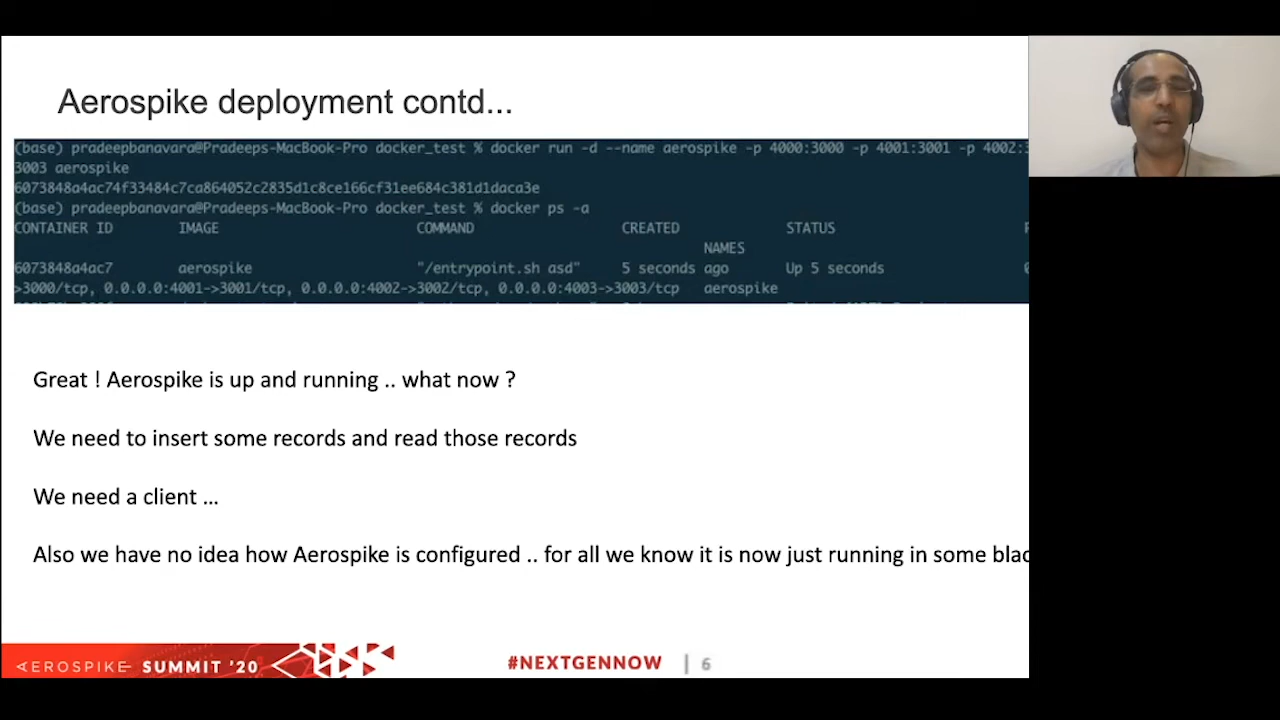 Aerospike deployment contd...
(base) pradeepbanavara@Pradeeps-MacBook-Pro docker_test % docker run -d --name aerospike -p 4000:3000 -p 4001:3001 -p 4002:3
3003 aerospike
6073848a4ac74f33484c7ca864052c2835d1c8ce166cf31ee684c381d1daca3e
(base) pradeepbanavara@Pradeeps-MacBook-Pro docker_test % docker ps -a
CONTAINER ID IMAGE COMMAND CREATED STATUS P
NAMES
6073848a4ac7 aerospike "/entrypoint.sh asd" 5 seconds ago Up 5 seconds 0
>3000/tcp, 0.0.0.0:4001->3001/tcp, 0.0.0.0:4002->3002/tcp, 0.0.0.0:4003->3003/tcp aerospike
Great ! Aerospike is up and running .. what now ?
We need to insert some records and read those records
We need a client ...
Also we have no idea how Aerospike is configured .. for all we know it is now just running in some blac
AEROSPIKE SUMMIT '20 #NEXTGENNOW | 6